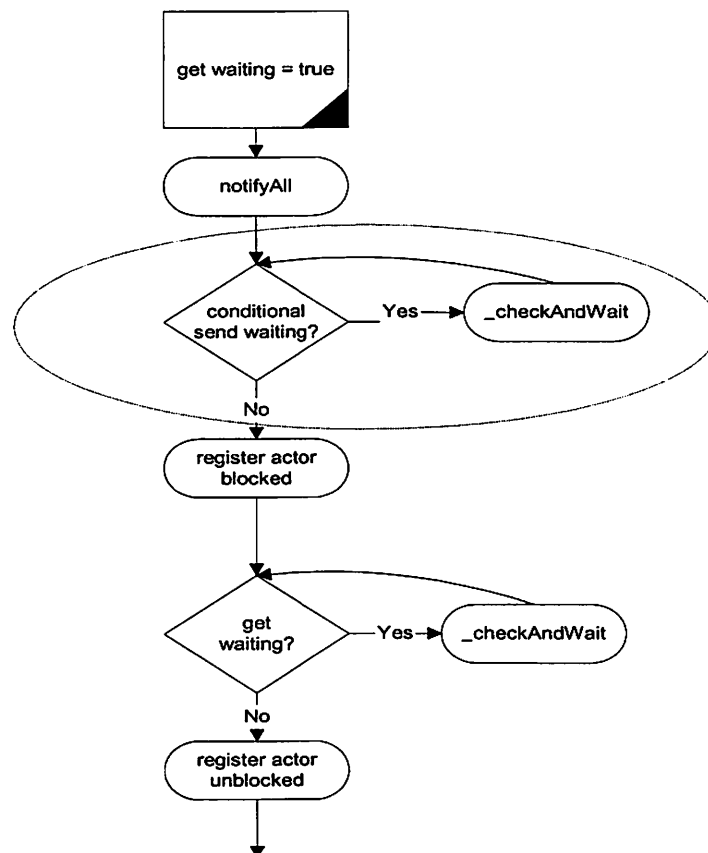 get waiting = true
notifyAll
conditional
send waiting?
Yes
_checkAndWait
No
register actor
blocked
get
waiting?
Yes
_checkAndWait
No
register actor
unblocked